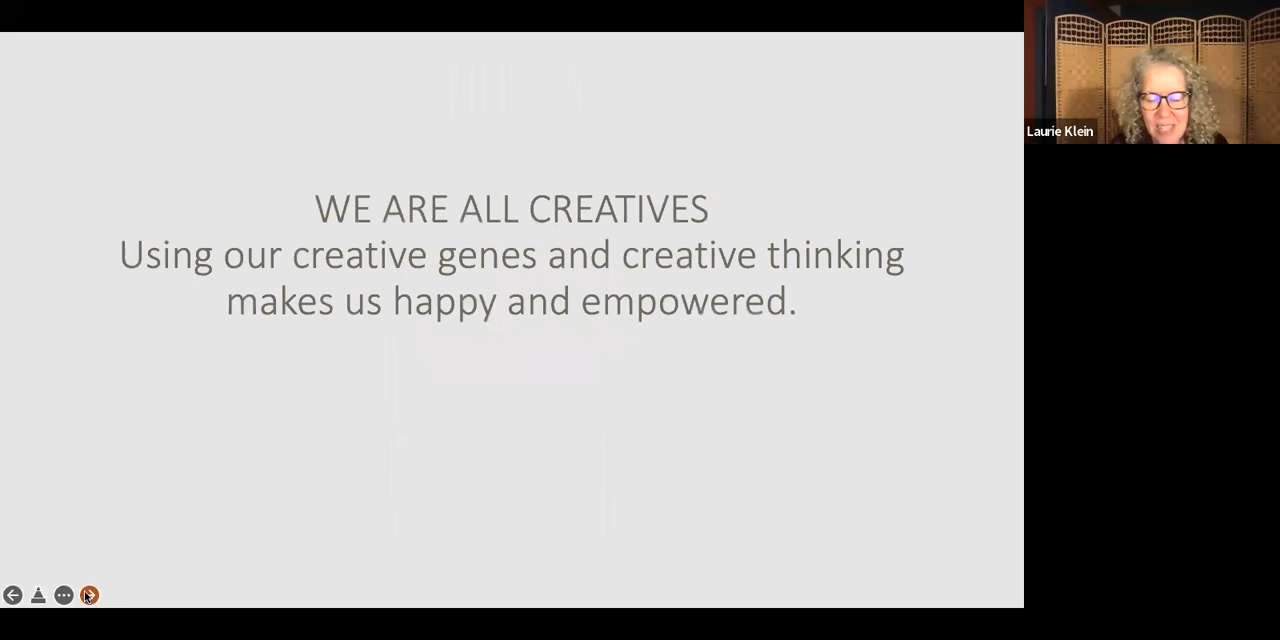 WE ARE ALL CREATIVES
Using our creative genes and creative thinking
makes us happy and empowered.
Laurie Klein